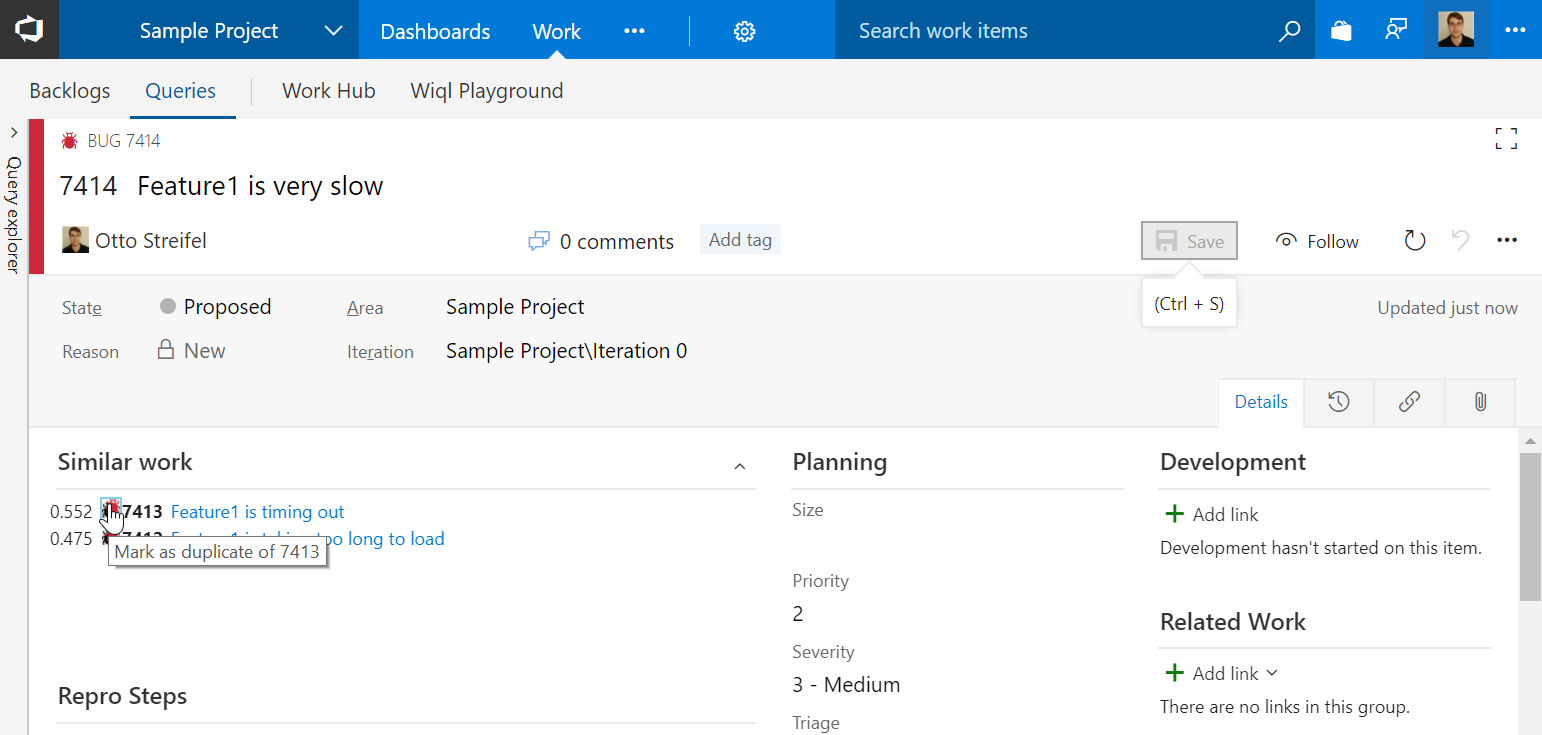 Sample Project Dashboards Work Search work items
Backlogs Queries Work Hub Wiql Playground
Query explorer
BUG 7414
7414 Feature1 is very slow
Otto Streifel 0 comments Add tag Save Follow
(Ctrl + S)
State Proposed Area Sample Project Updated just now
Reason New Iteration Sample Project\Iteration 0
Details
Similar work
0.552 7413 Feature1 is timing out
0.475 too long to load
Mark as duplicate of 7413
Repro Steps
Planning
Size
Priority
2
Severity
3 - Medium
Triage
Development
Add link
Development hasn't started on this item.
Related Work
Add link
There are no links in this group.